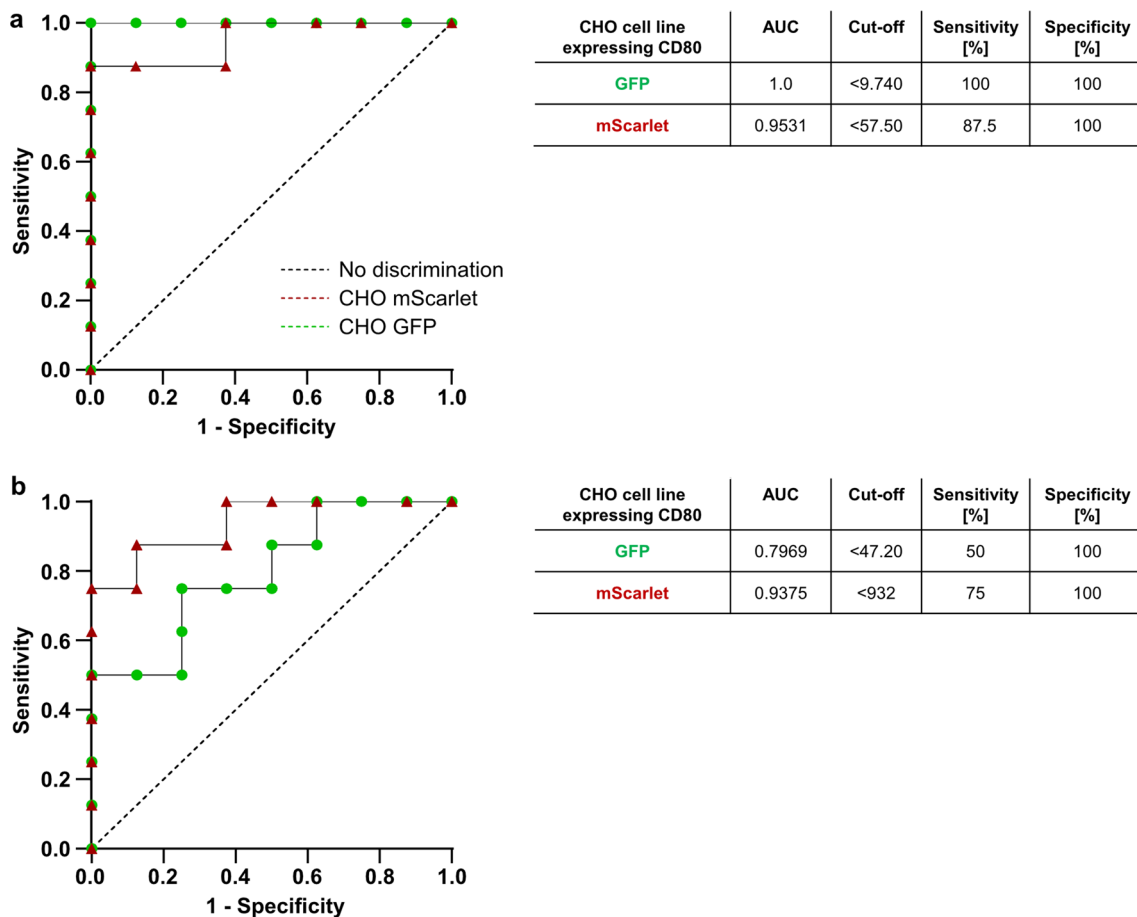 a
1.0
0.8
0.6
0.4
0.2
0.0
Sensitivity
0.0 0.2 0.4 0.6 0.8 1.0
1 - Specificity
No discrimination
CHO mScarlet
CHO GFP
CHO cell line expressing CD80 AUC Cut-off Sensitivity [%] Specificity [%]
GFP 1.0 <9.740 100 100
mScarlet 0.9531 <57.50 87.5 100
b
1.0
0.8
0.6
0.4
0.2
0.0
Sensitivity
0.0 0.2 0.4 0.6 0.8 1.0
1 - Specificity
CHO cell line expressing CD80 AUC Cut-off Sensitivity [%] Specificity [%]
GFP 0.7969 <47.20 50 100
mScarlet 0.9375 <932 75 100